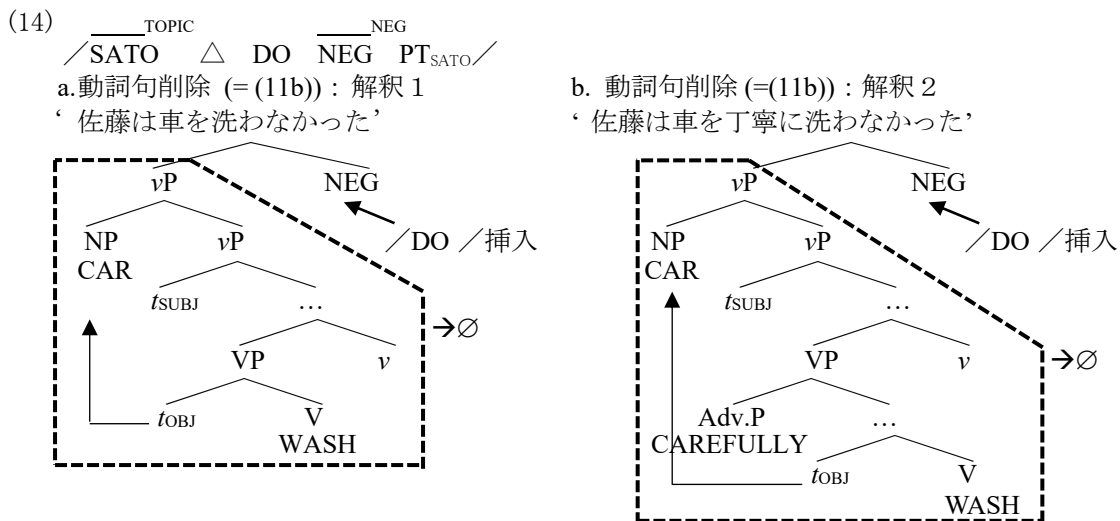 (14)
TOPIC NEG
／SATO △ DO NEG PT_SATO／
a.動詞句削除 (= (11b)) : 解釈1
‘ 佐藤は車を洗わなかった’
vP NEG
NP vP ／DO ／挿入
CAR
tSUBJ …
→∅
VP v
tOBJ V
WASH
b. 動詞句削除 (=(11b)) : 解釈2
‘ 佐藤は車を丁寧に洗わなかった’
vP NEG
NP vP ／DO ／挿入
CAR
tSUBJ …
VP v →∅
Adv.P …
CAREFULLY
tOBJ V
WASH